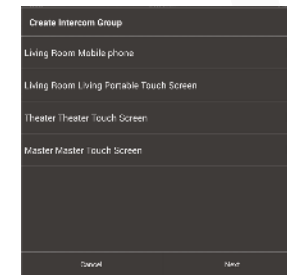 Create Intercom Group
Living Room Mobile phone
Living Room Living Portable Touch Screen
Theater Theater Touch Screen
Master Master Touch Screen
Cancel Next